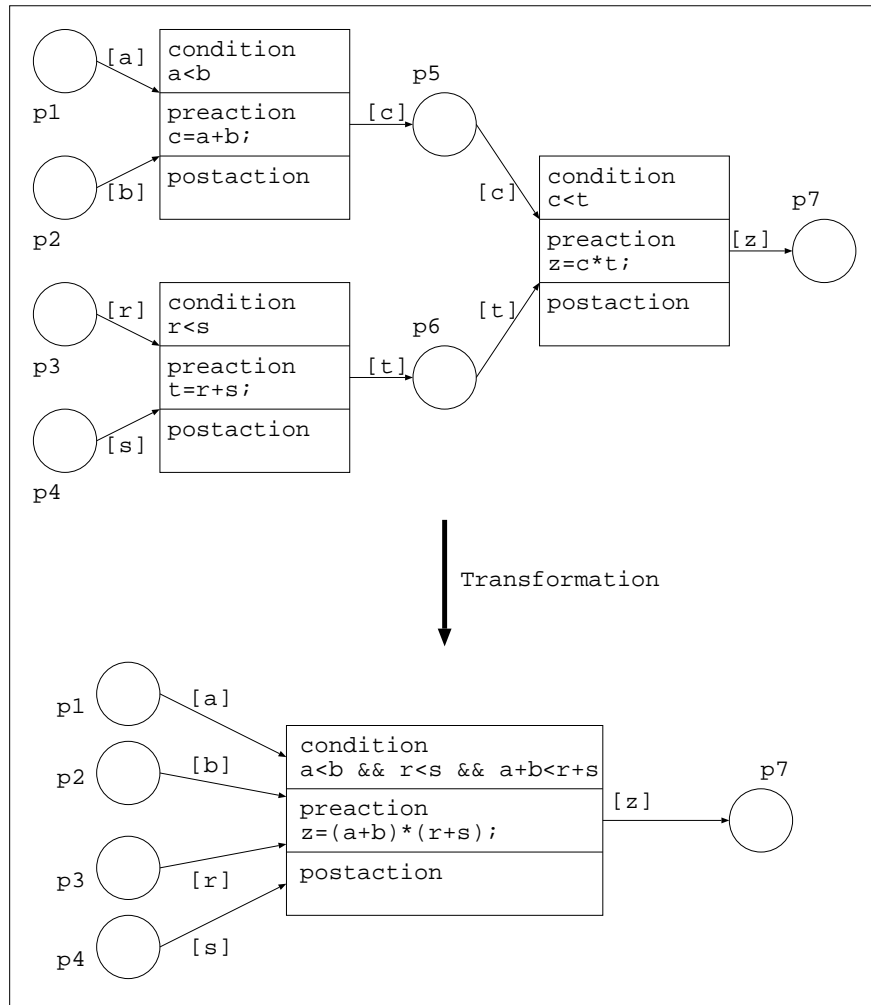 [a]
condition
a<b
p5
p1
preaction
c=a+b;
[c]
[b]
postaction
p2
[c]
condition
c<t
p7
preaction
z=c*t;
[z]
[r]
condition
r<s
p6
[t]
postaction
p3
preaction
t=r+s;
[t]
[s]
postaction
p4
Transformation
p1
[a]
condition
a<b && r<s && a+b<r+s
p2
[b]
p7
preaction
z=(a+b)*(r+s);
[z]
p3
[r]
postaction
p4
[s]